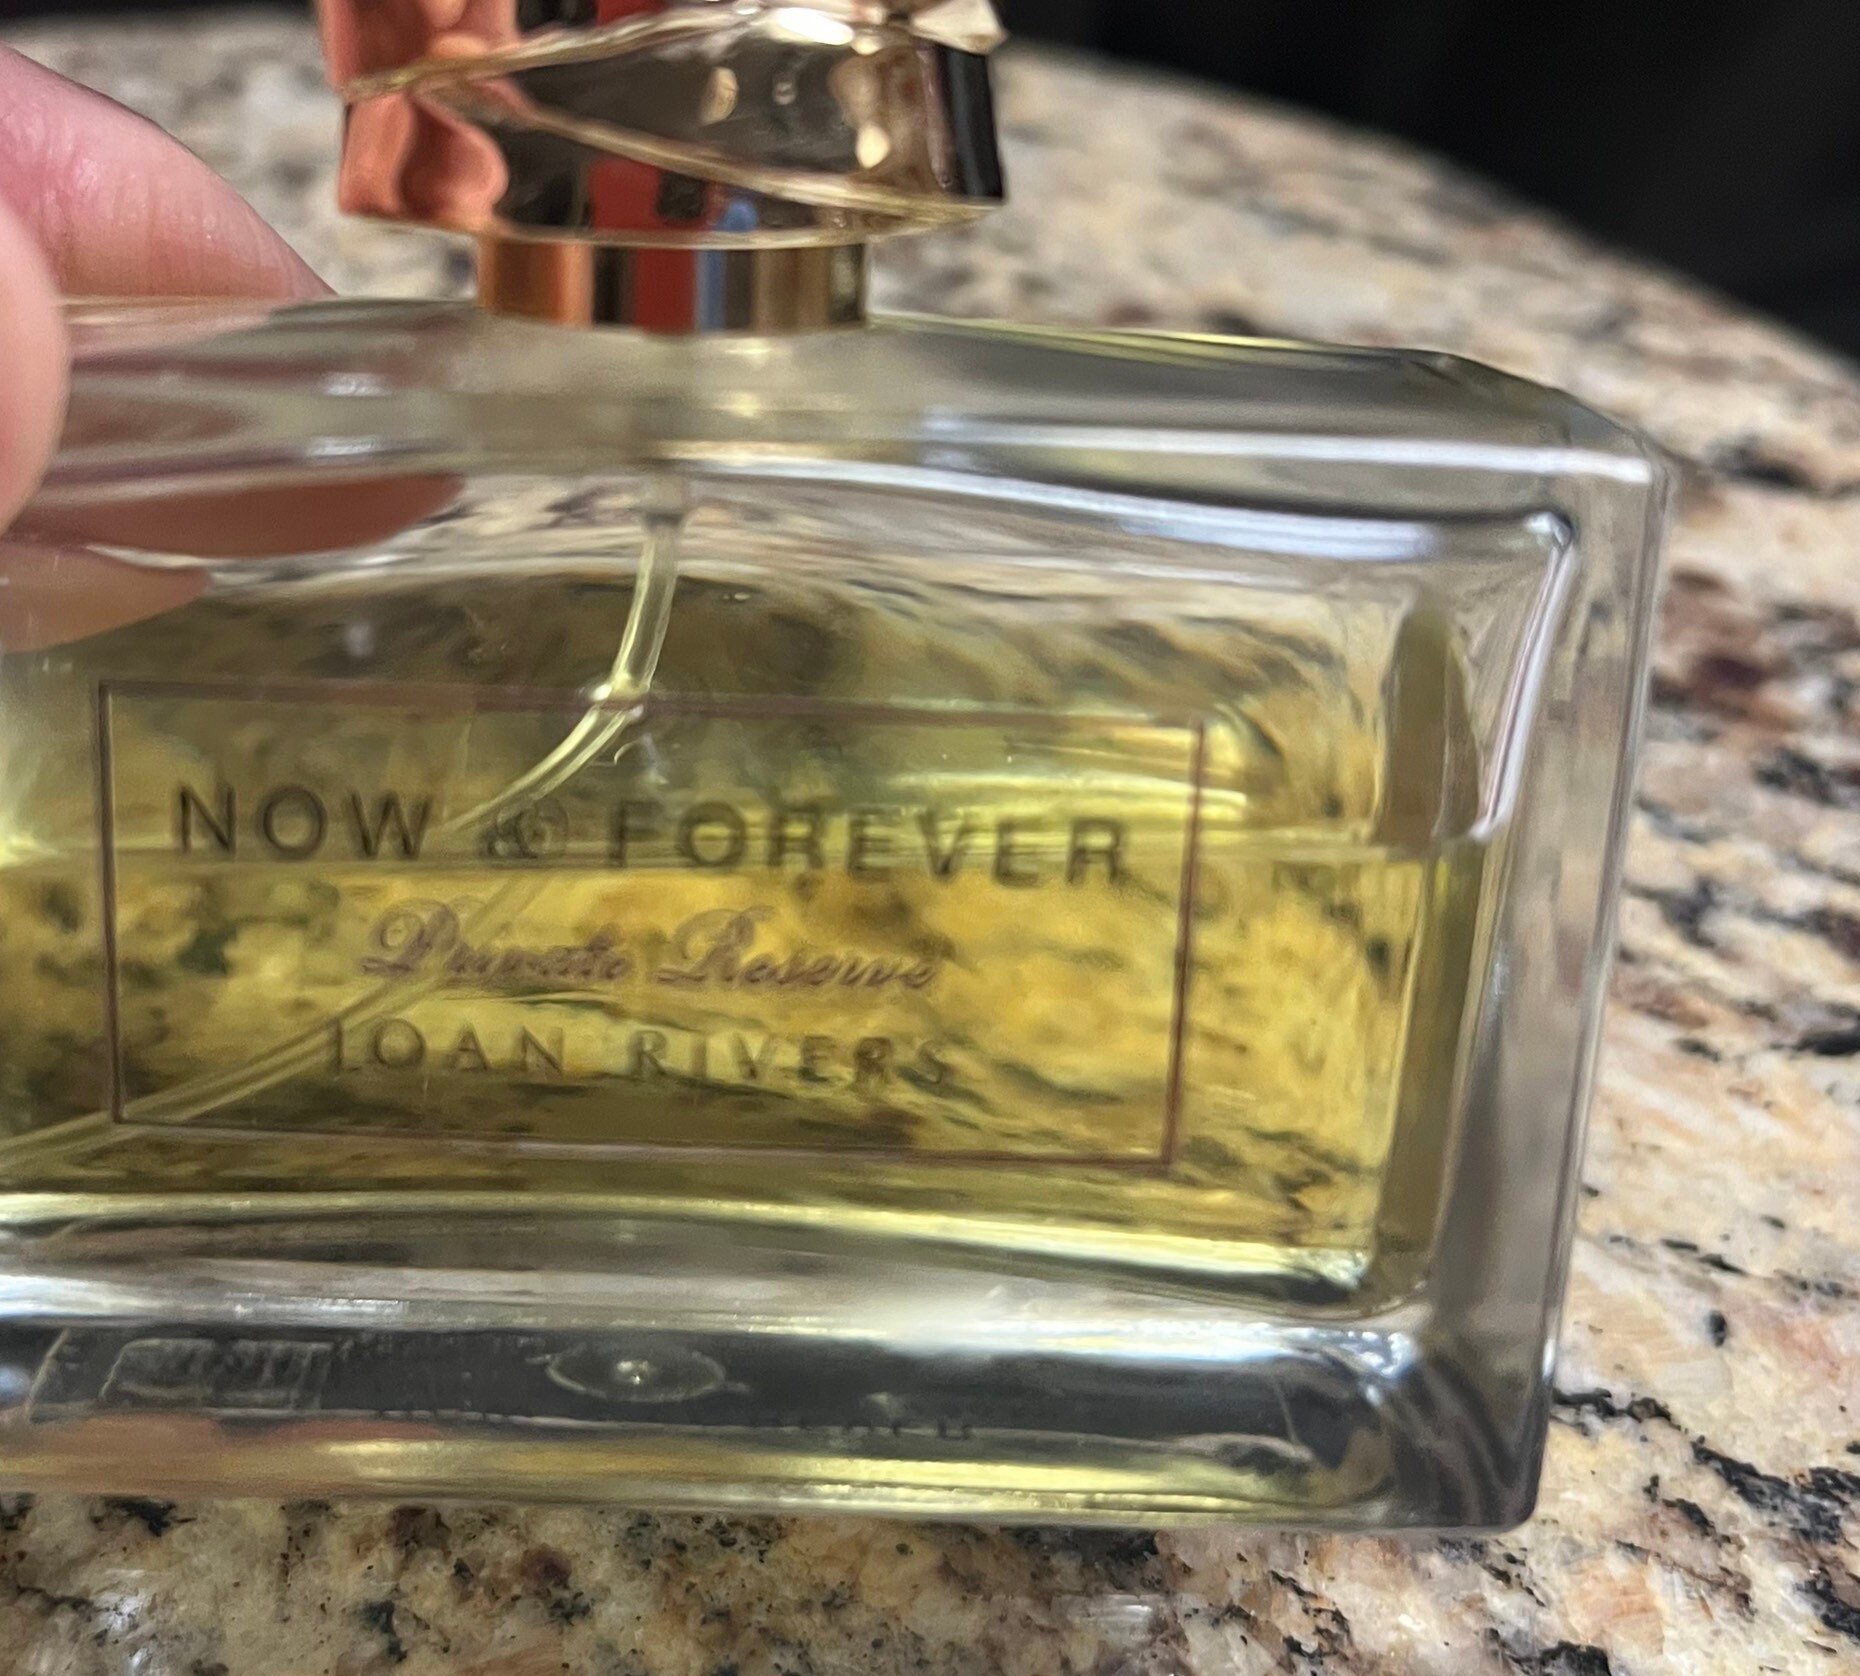 NOW & FOREVER
Private Reserve
JOAN RIVERS